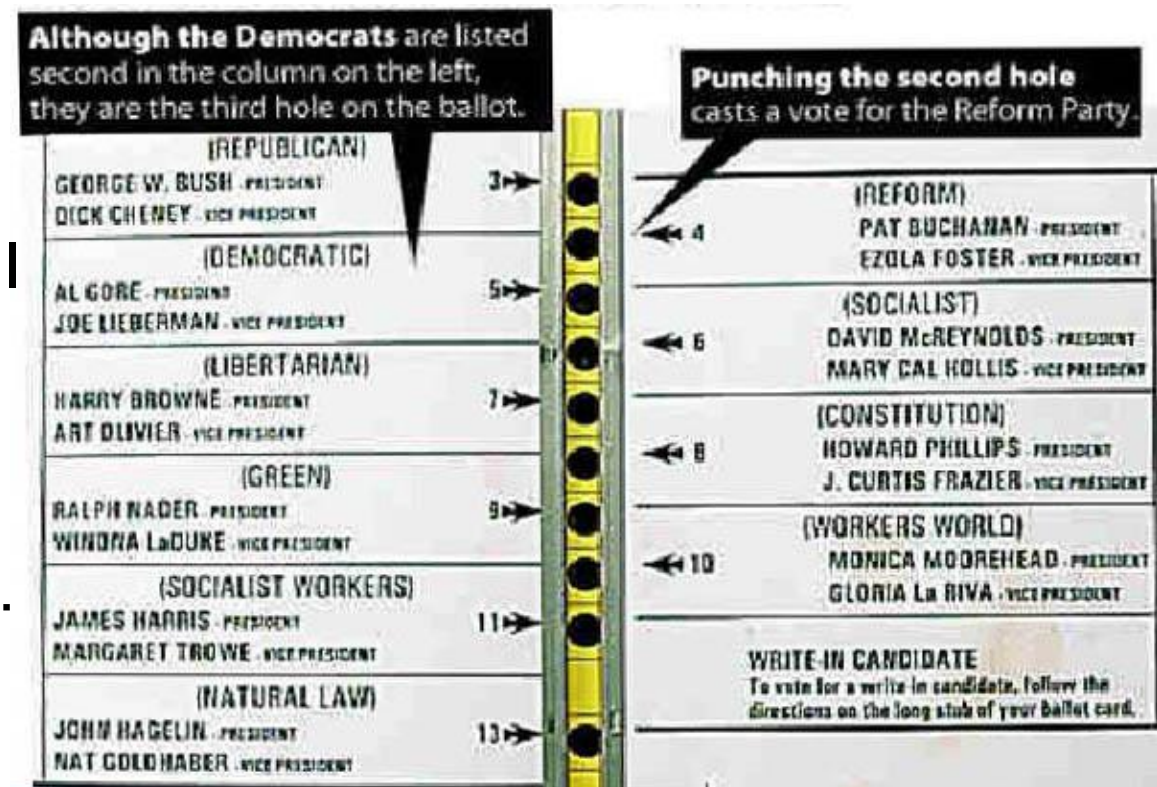 Although the Democrats are listed
second in the column on the left,
they are the third hole on the ballot.
(REPUBLICAN)
GEORGE W. BUSH - PRESIDENT
DICK CHENEY - VICE PRESIDENT
3
(DEMOCRATIC)
AL GORE - PRESIDENT
JOE LIEBERMAN - VICE PRESIDENT
5
(LIBERTARIAN)
HARRY BROWNE - PRESIDENT
ART OLIVIER - VICE PRESIDENT
7
(GREEN)
RALPH NADER - PRESIDENT
WINONA LaDUKE - VICE PRESIDENT
9
(SOCIALIST WORKERS)
JAMES HARRIS - PRESIDENT
MARGARET TROWE - VICE PRESIDENT
11
(NATURAL LAW)
JOHN HAGELIN - PRESIDENT
NAT GOLDHABER - VICE PRESIDENT
13
Punching the second hole
casts a vote for the Reform Party.
(REFORM)
4
PAT BUCHANAN - PRESIDENT
EZOLA FOSTER - VICE PRESIDENT
(SOCIALIST)
6
DAVID McREYNOLDS - PRESIDENT
MARY CAL HOLLIS - VICE PRESIDENT
(CONSTITUTION)
8
HOWARD PHILLIPS - PRESIDENT
J. CURTIS FRAZIER - VICE PRESIDENT
(WORKERS WORLD)
10
MONICA MOOREHEAD - PRESIDENT
GLORIA La RIVA - VICE PRESIDENT
WRITE-IN CANDIDATE
To vote for a write-in candidate, follow the
directions on the long stub of your ballot card.